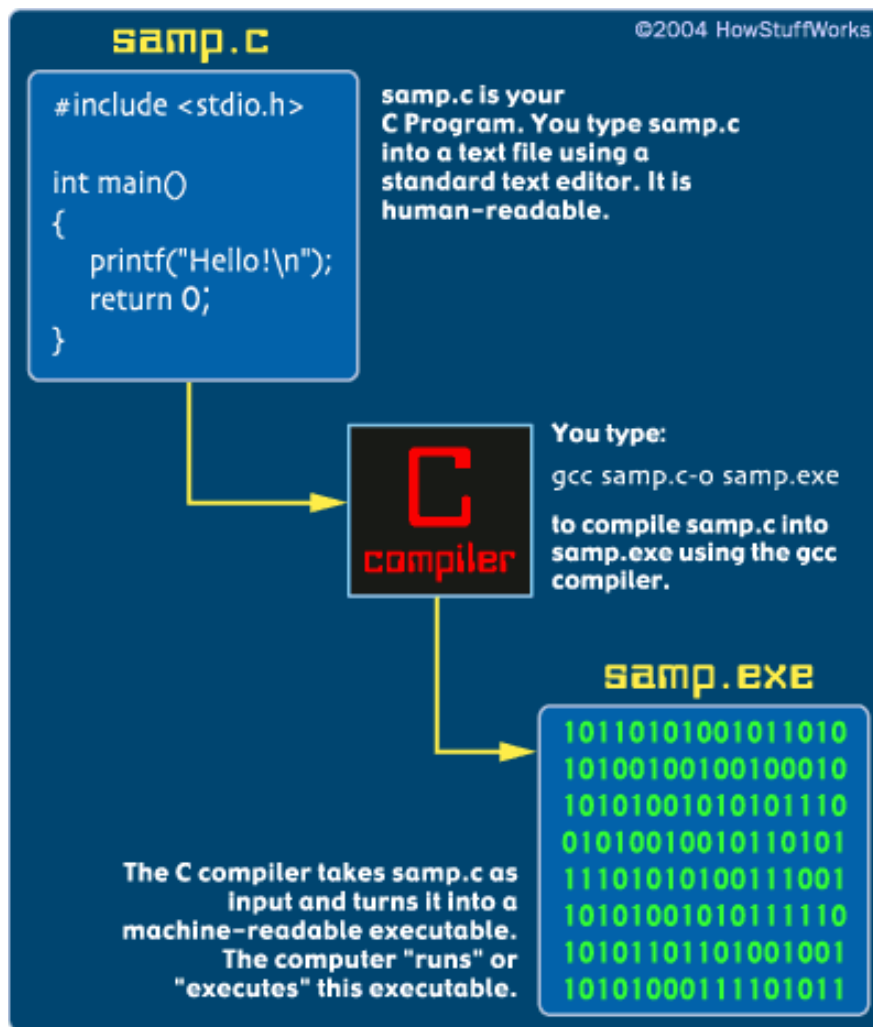 samp.c
©2004 HowStuffWorks
#include <stdio.h>
int main()
{
printf("Hello!\n");
return 0;
}
samp.c is your
C Program. You type samp.c
into a text file using a
standard text editor. It is
human-readable.
C
compiler
You type:
gcc samp.c-o samp.exe
to compile samp.c into
samp.exe using the gcc
compiler.
samp.exe
10110101001011010
10100100100100010
10101001010101110
01010010010110101
11101010100111001
10101001010111110
10101101101001001
10101000111101011
The C compiler takes samp.c as
input and turns it into a
machine-readable executable.
The computer "runs" or
"executes" this executable.